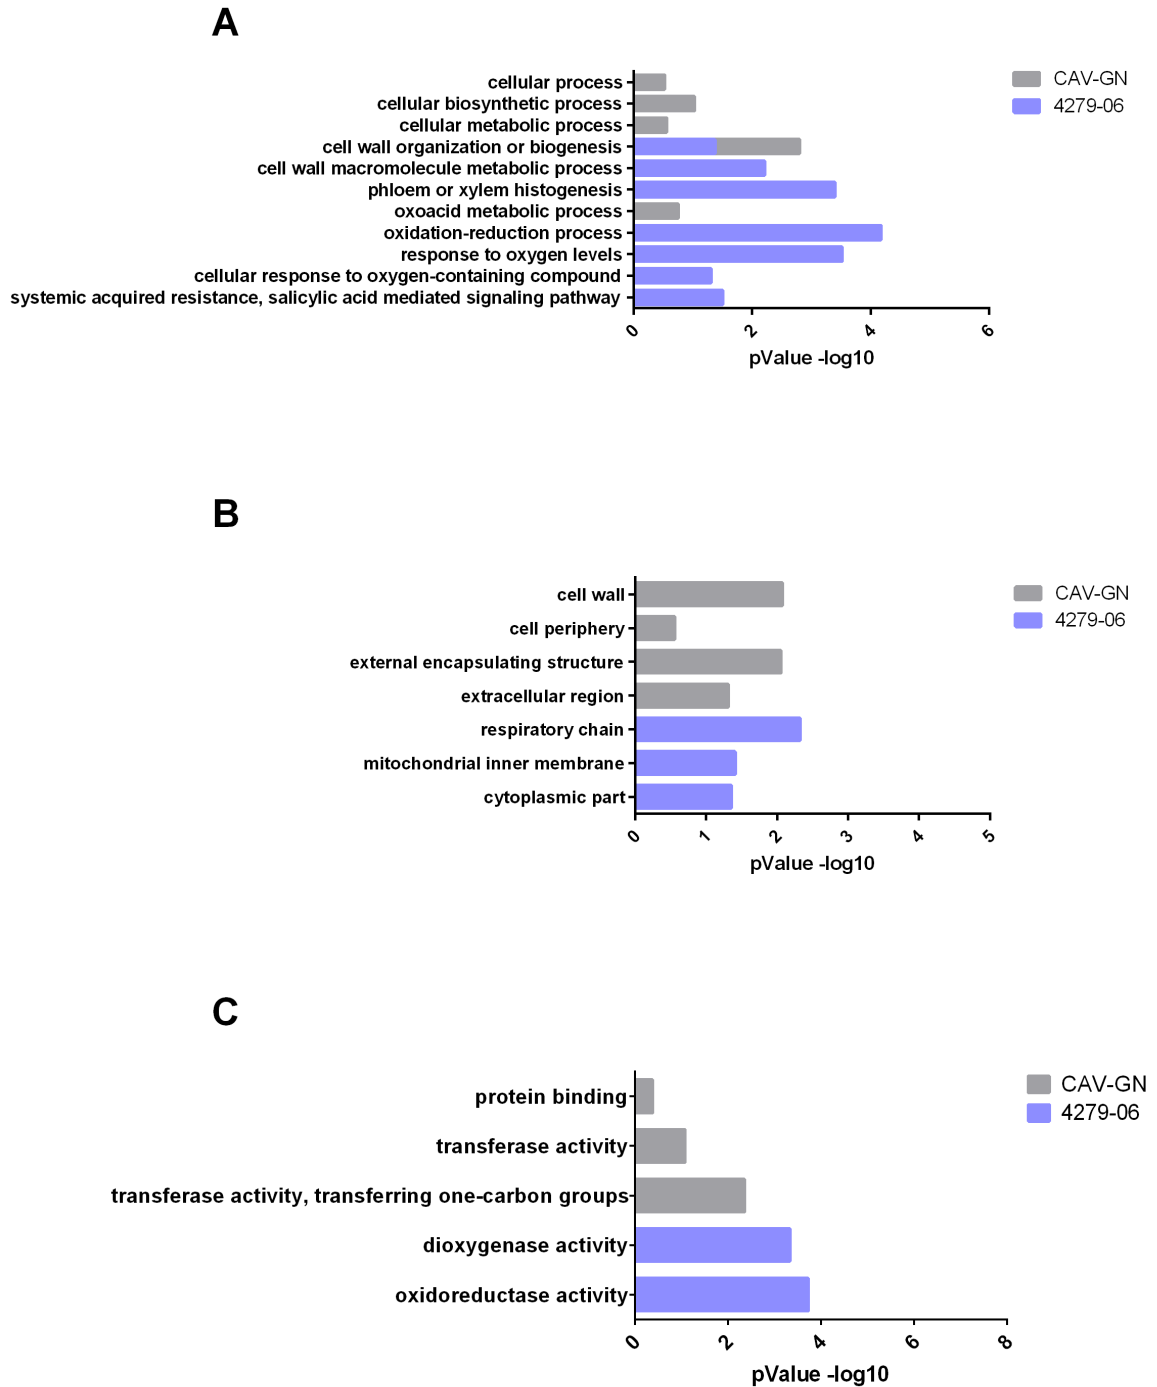 A
CAV-GN
4279-06
cellular process
cellular biosynthetic process
cellular metabolic process
cell wall organization or biogenesis
cell wall macromolecule metabolic process
phloem or xylem histogenesis
oxoacid metabolic process
oxidation-reduction process
response to oxygen levels
cellular response to oxygen-containing compound
systemic acquired resistance, salicylic acid mediated signaling pathway
0 2 4 6
pValue -log10
B
CAV-GN
4279-06
cell wall
cell periphery
external encapsulating structure
extracellular region
respiratory chain
mitochondrial inner membrane
cytoplasmic part
0 1 2 3 4 5
pValue -log10
C
CAV-GN
4279-06
protein binding
transferase activity
transferase activity, transferring one-carbon groups
dioxygenase activity
oxidoreductase activity
0 2 4 6 8
pValue -log10